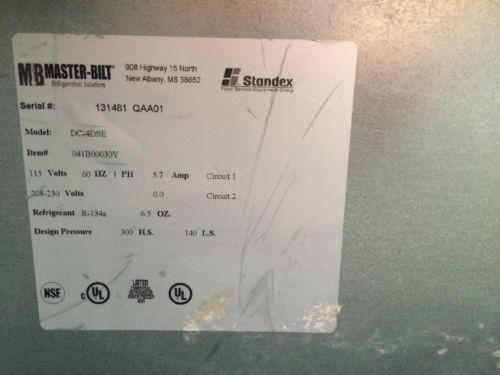 MB MASTER-BILT®
Refrigeration Solutions
908 Highway 15 North
New Albany, MS 38652
Standex
Food Service Equipment Group
Serial #: 131481 QAA01
Model: DC-4DSE
Item# 041B00030Y
115 Volts 60 HZ 1 PH 5.7 Amp Circuit 1
208-230 Volts 0.0 Circuit 2
Refrigerant R-134a 6.5 OZ.
Design Pressure 300 H.S. 140 L.S.
NSF
C UL
LISTED
UL